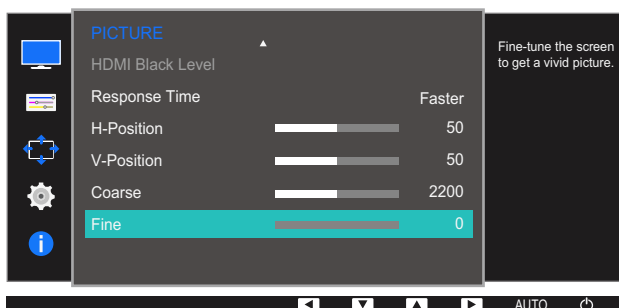 PICTURE
HDMI Black Level
Response Time Faster
H-Position 50
V-Position 50
Coarse 2200
Fine 0
Fine-tune the screen
to get a vivid picture.
AUTO